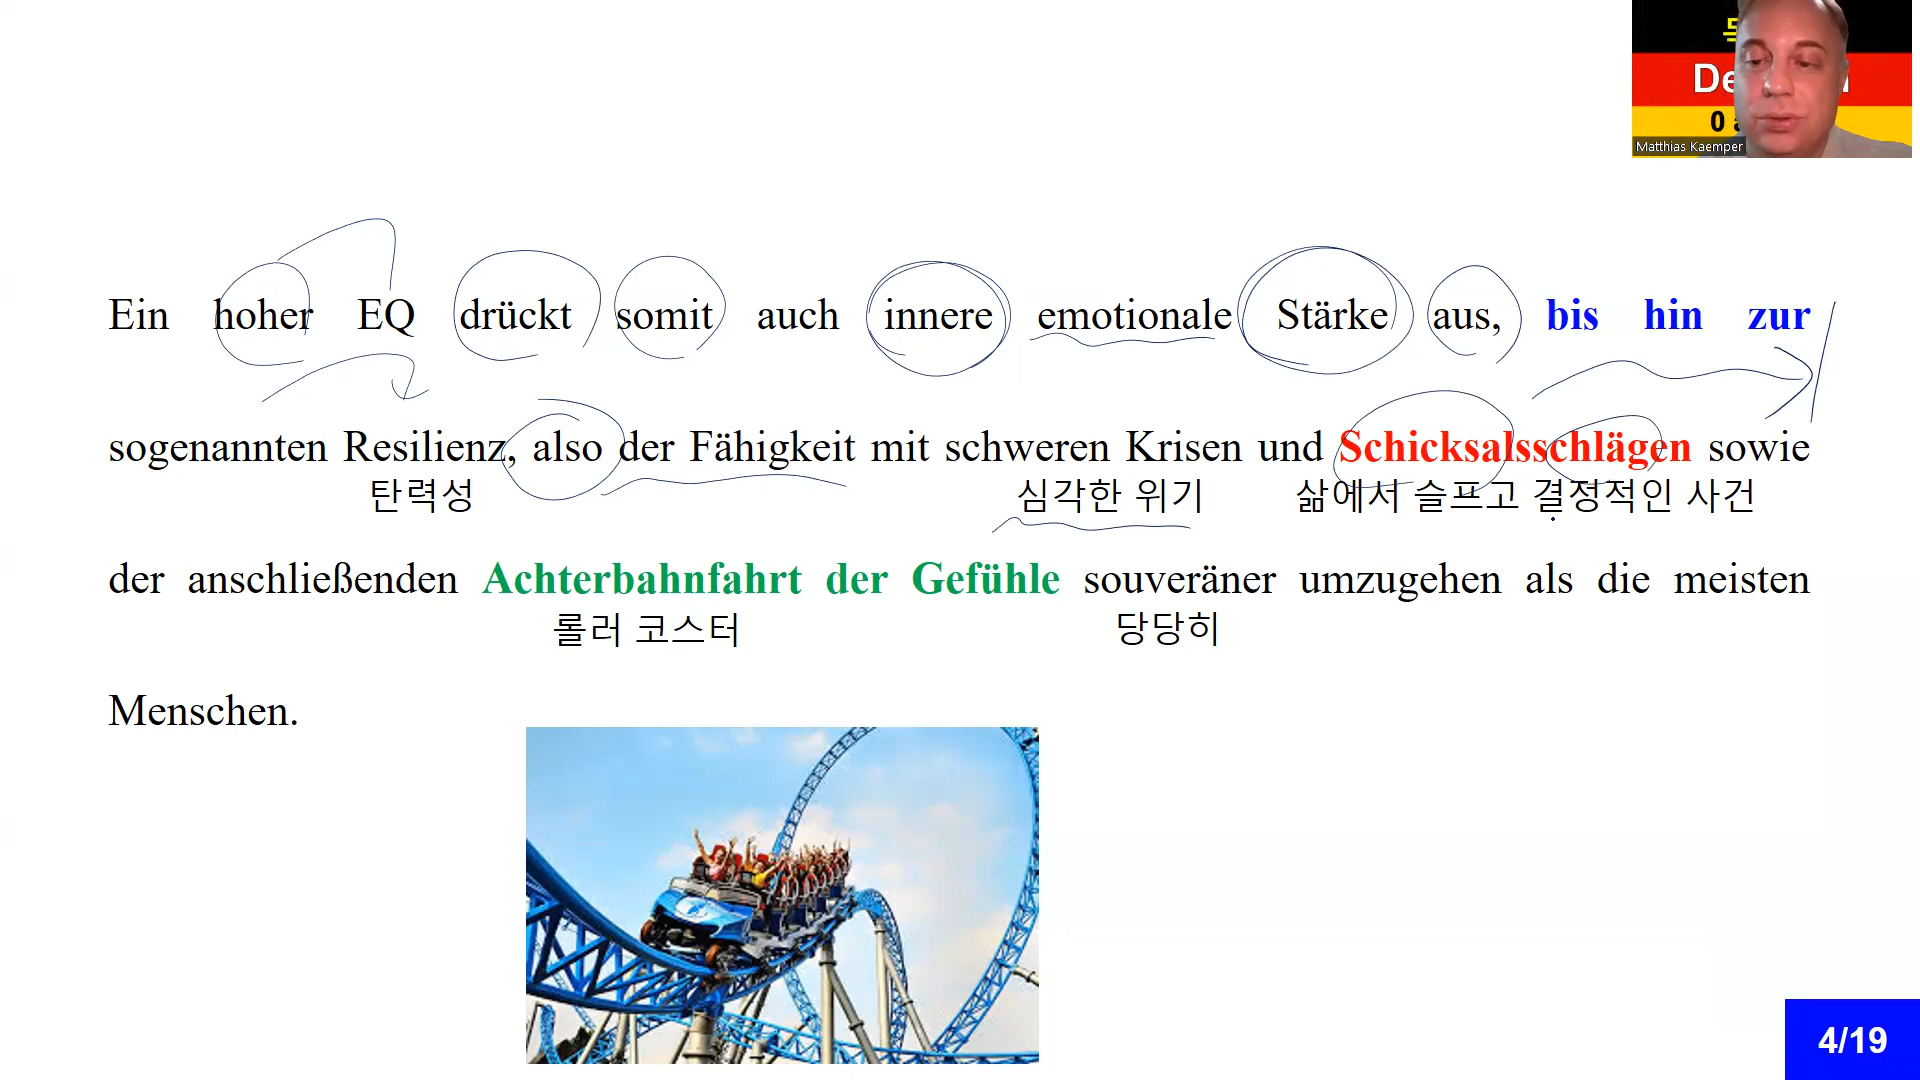 De
0
Matthias Kaemper
Ein hoher EQ drückt somit auch innere emotionale Stärke aus, bis hin zur
sogenannten Resilienz, also der Fähigkeit mit schweren Krisen und Schicksalsschlägen sowie
탄력성 심각한 위기 삶에서 슬프고 결정적인 사건
der anschließenden Achterbahnfahrt der Gefühle souveräner umzugehen als die meisten
롤러 코스터 당당히
Menschen.
4/19